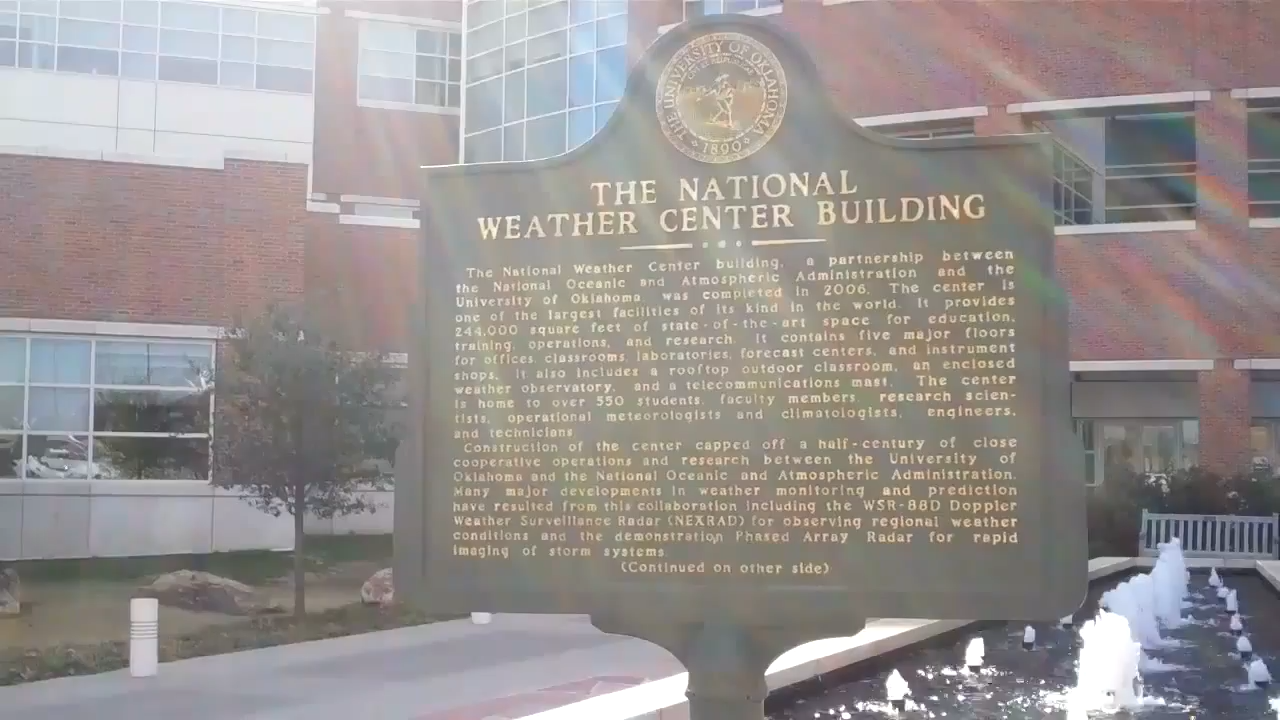 THE UNIVERSITY OF OKLAHOMA
1890
THE NATIONAL
WEATHER CENTER BUILDING
The National Weather Center building, a partnership between
the National Oceanic and Atmospheric Administration and the
University of Oklahoma, was completed in 2006. The center is
one of the largest facilities of its kind in the world. It provides
244,000 square feet of state-of-the-art space for education,
training, operations, and research. It contains five major floors
for offices, classrooms, laboratories, forecast centers, and instrument
shops. It also includes a rooftop outdoor classroom, an enclosed
weather observatory, and a telecommunications mast. The center
is home to over 550 students, faculty members, research scien-
tists, operational meteorologists and climatologists, engineers,
and technicians.
Construction of the center capped off a half-century of close
cooperative operations and research between the University of
Oklahoma and the National Oceanic and Atmospheric Administration.
Many major developments in weather monitoring and prediction
have resulted from this collaboration including the WSR-88D Doppler
Weather Surveillance Radar (NEXRAD) for observing regional weather
conditions and the demonstration Phased Array Radar for rapid
imaging of storm systems.
(Continued on other side)